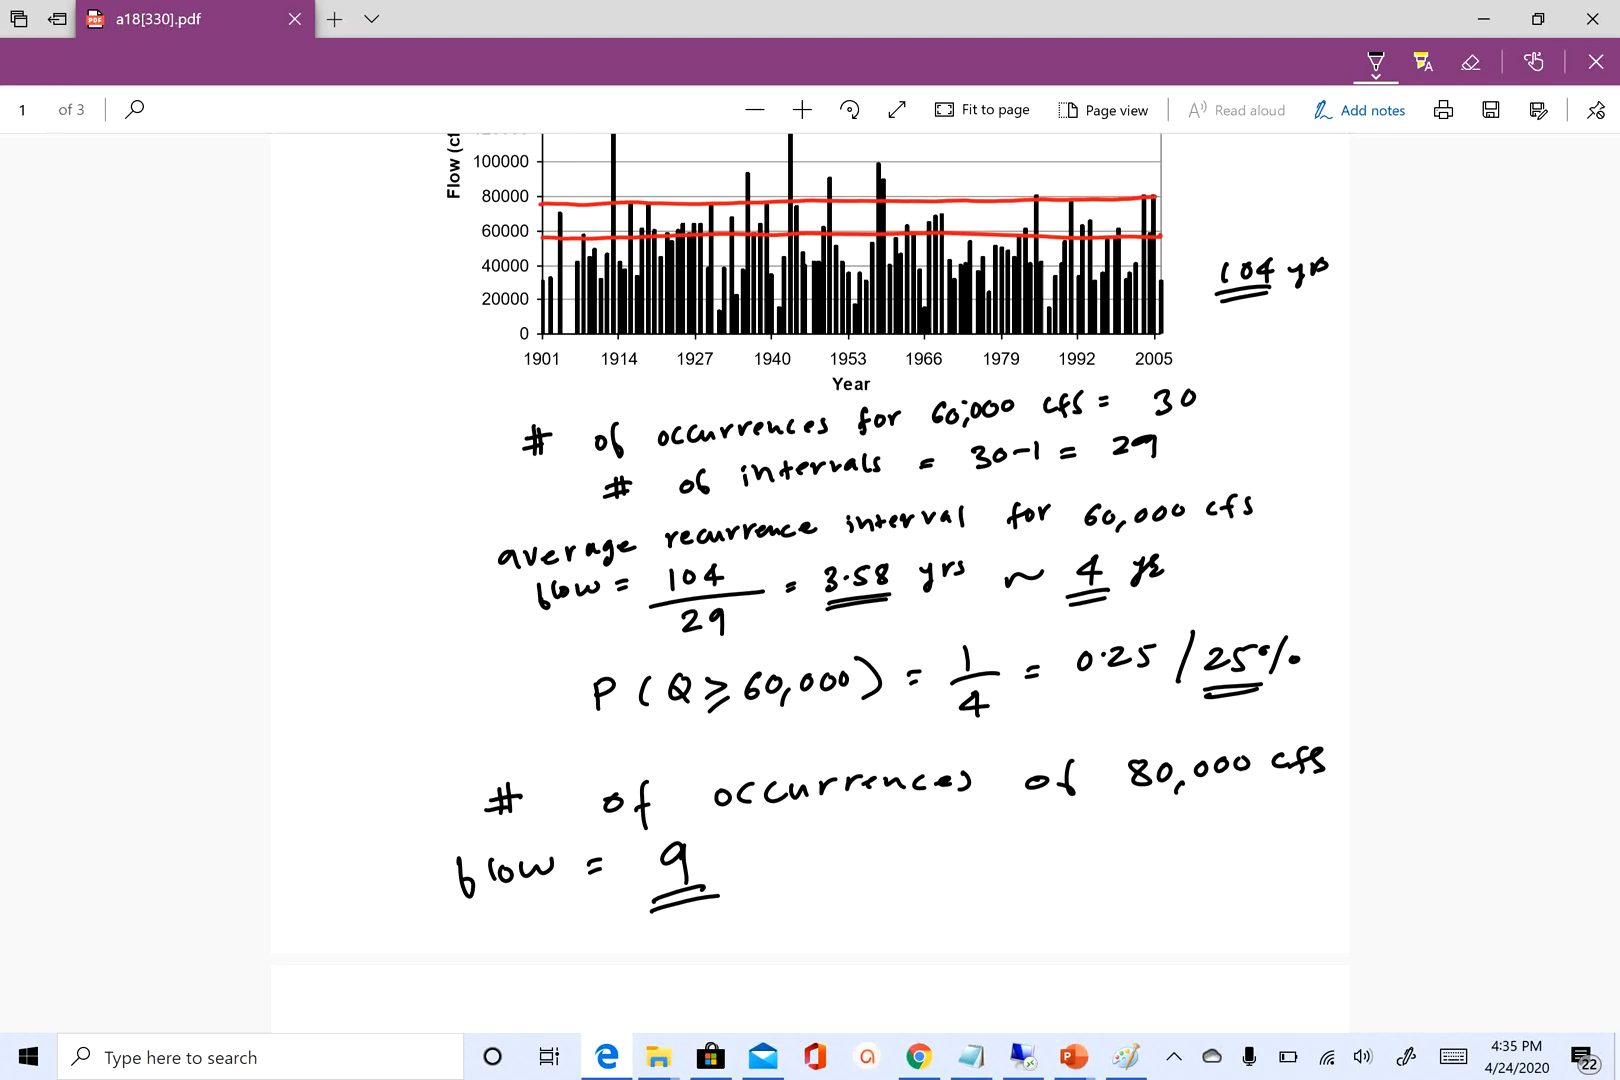 a18[330].pdf
1 of 3
Fit to page
Page view
Read aloud
Add notes
Flow (cf
100000
80000
60000
40000
20000
0
1901 1914 1927 1940 1953 1966 1979 1992 2005
Year
104 yrs
# of occurrences for 60,000 cfs = 30
# of intervals = 30-1 = 29
average recurrence interval for 60,000 cfs
flow = 104/29 = 3.58 yrs ~ 4 yr
P(Q ≥ 60,000) = 1/4 = 0.25 / 25%
# of occurrences of 80,000 cfs
flow = 9
Type here to search
4:35 PM
4/24/2020
22